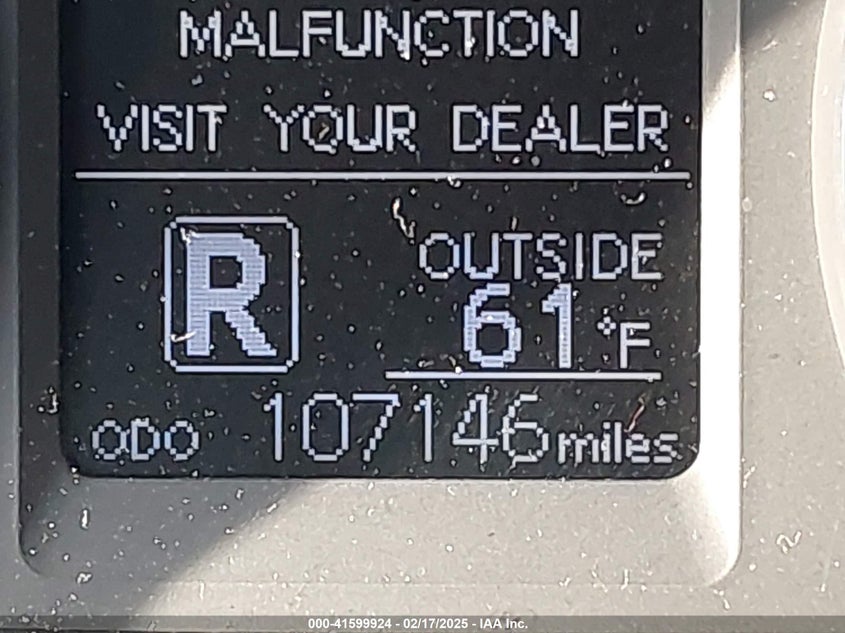 MALFUNCTION
VISIT YOUR DEALER
R
OUTSIDE
61 °F
ODO 107146 miles
000-41599924 - 02/17/2025 - IAA Inc.